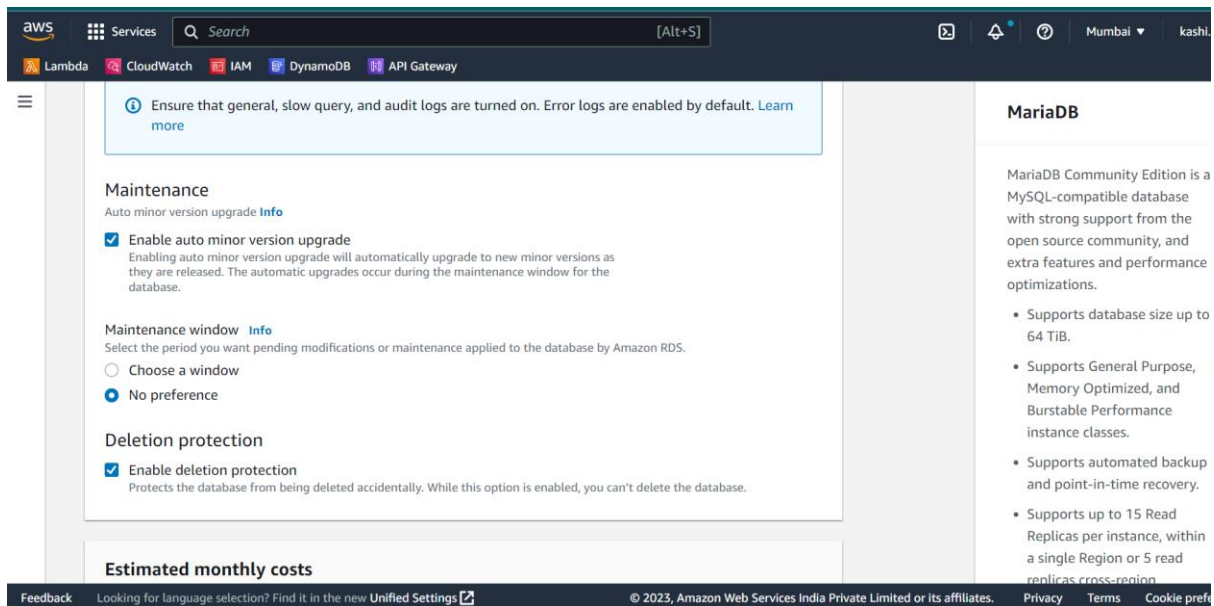 aws
Services
Search [Alt+S]
Mumbai
kashi.
Lambda CloudWatch IAM DynamoDB API Gateway
Ensure that general, slow query, and audit logs are turned on. Error logs are enabled by default. Learn
more
Maintenance
Auto minor version upgrade Info
Enable auto minor version upgrade
Enabling auto minor version upgrade will automatically upgrade to new minor versions as
they are released. The automatic upgrades occur during the maintenance window for the
database.
Maintenance window Info
Select the period you want pending modifications or maintenance applied to the database by Amazon RDS.
Choose a window
No preference
Deletion protection
Enable deletion protection
Protects the database from being deleted accidentally. While this option is enabled, you can't delete the database.
Estimated monthly costs
MariaDB
MariaDB Community Edition is a
MySQL-compatible database
with strong support from the
open source community, and
extra features and performance
optimizations.
• Supports database size up to
64 TiB.
• Supports General Purpose,
Memory Optimized, and
Burstable Performance
instance classes.
• Supports automated backup
and point-in-time recovery.
• Supports up to 15 Read
Replicas per instance, within
a single Region or 5 read
replicas cross-region.
Feedback Looking for language selection? Find it in the new Unified Settings © 2023, Amazon Web Services India Private Limited or its affiliates. Privacy Terms Cookie prefe